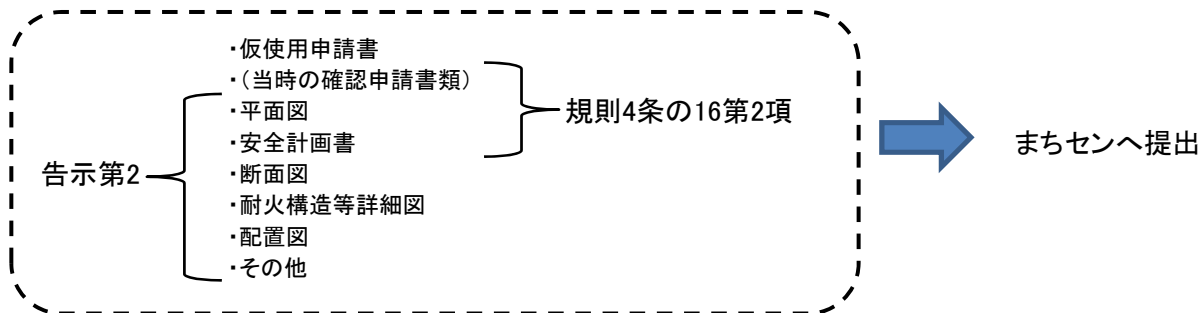 ・仮使用申請書
・(当時の確認申請書類)
・平面図
・安全計画書
・断面図
・耐火構造等詳細図
・配置図
・その他
告示第2
規則4条の16第2項
まちセンへ提出